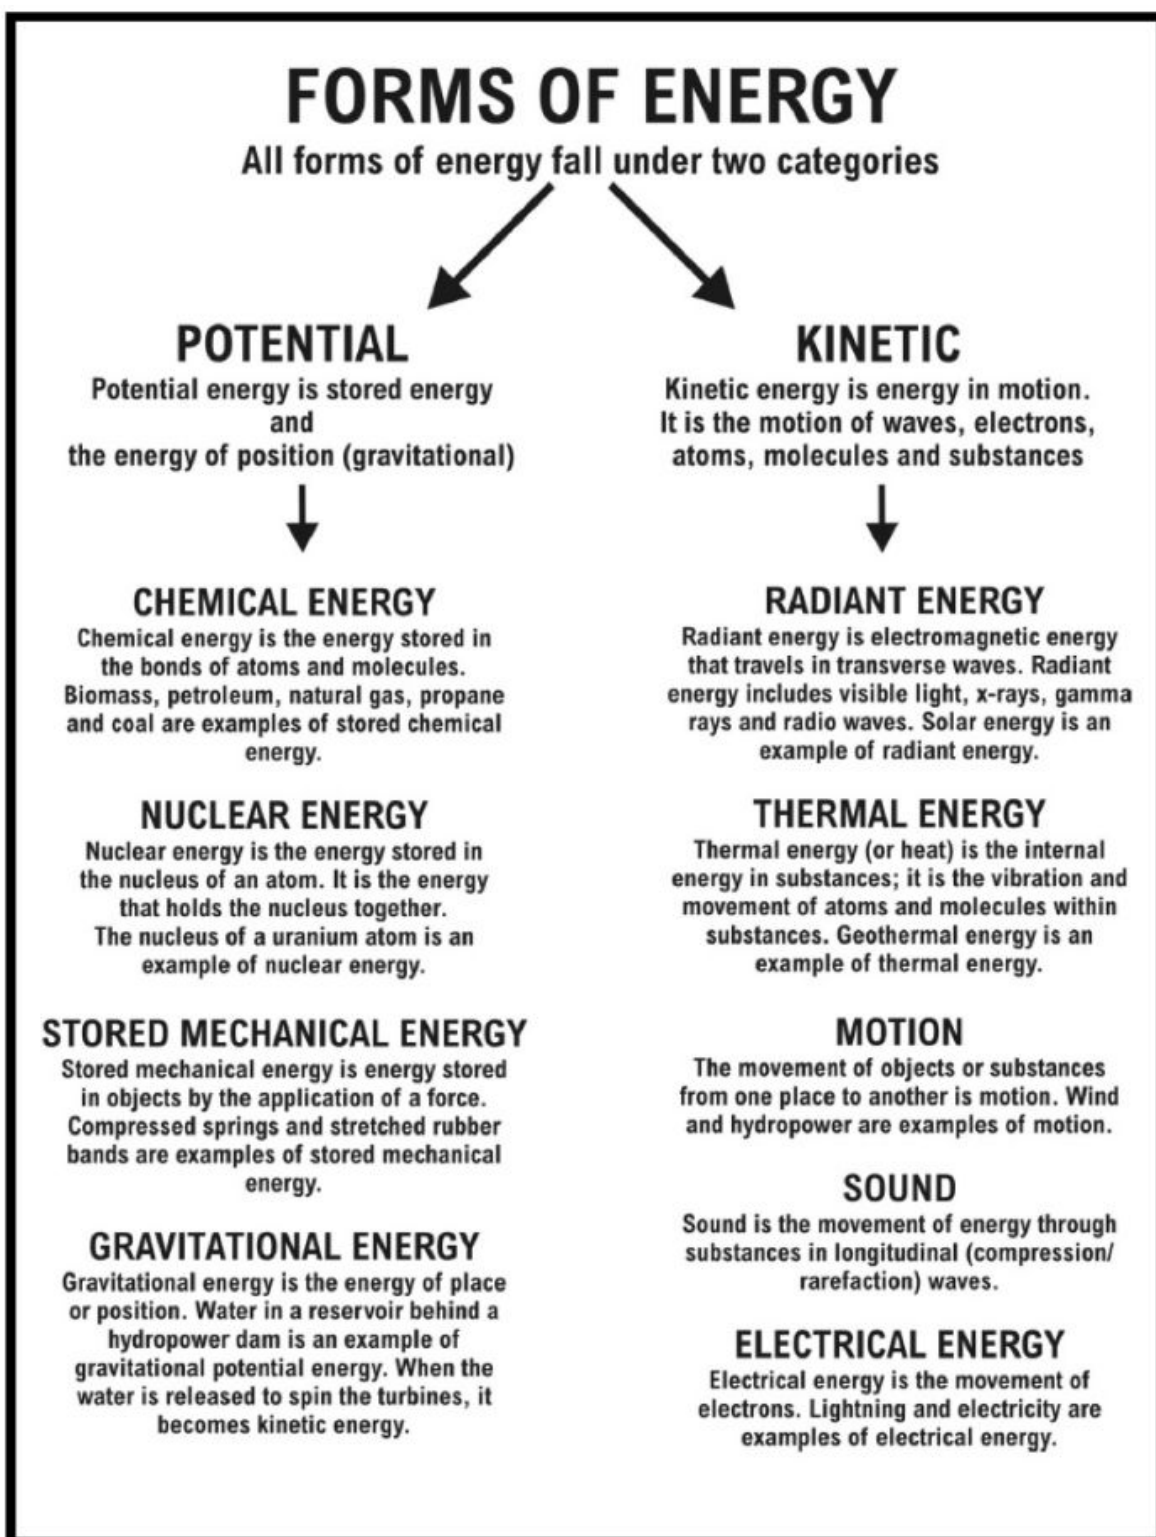 FORMS OF ENERGY
All forms of energy fall under two categories
POTENTIAL
Potential energy is stored energy
and
the energy of position (gravitational)
CHEMICAL ENERGY
Chemical energy is the energy stored in
the bonds of atoms and molecules.
Biomass, petroleum, natural gas, propane
and coal are examples of stored chemical
energy.
NUCLEAR ENERGY
Nuclear energy is the energy stored in
the nucleus of an atom. It is the energy
that holds the nucleus together.
The nucleus of a uranium atom is an
example of nuclear energy.
STORED MECHANICAL ENERGY
Stored mechanical energy is energy stored
in objects by the application of a force.
Compressed springs and stretched rubber
bands are examples of stored mechanical
energy.
GRAVITATIONAL ENERGY
Gravitational energy is the energy of place
or position. Water in a reservoir behind a
hydropower dam is an example of
gravitational potential energy. When the
water is released to spin the turbines, it
becomes kinetic energy.
KINETIC
Kinetic energy is energy in motion.
It is the motion of waves, electrons,
atoms, molecules and substances
RADIANT ENERGY
Radiant energy is electromagnetic energy
that travels in transverse waves. Radiant
energy includes visible light, x-rays, gamma
rays and radio waves. Solar energy is an
example of radiant energy.
THERMAL ENERGY
Thermal energy (or heat) is the internal
energy in substances; it is the vibration and
movement of atoms and molecules within
substances. Geothermal energy is an
example of thermal energy.
MOTION
The movement of objects or substances
from one place to another is motion. Wind
and hydropower are examples of motion.
SOUND
Sound is the movement of energy through
substances in longitudinal (compression/
rarefaction) waves.
ELECTRICAL ENERGY
Electrical energy is the movement of
electrons. Lightning and electricity are
examples of electrical energy.